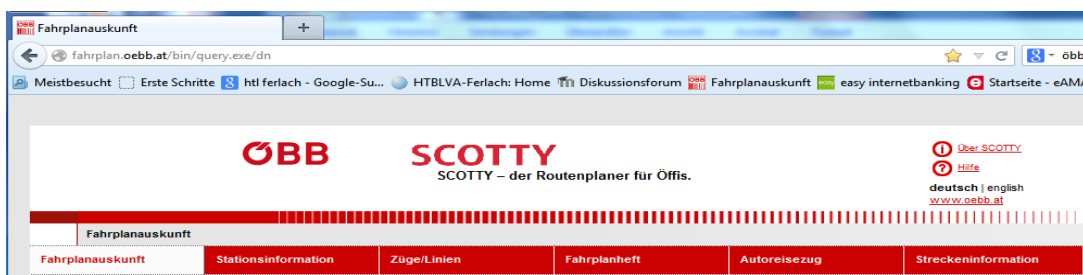 Fahrplanauskunft +
fahrplan.oebb.at/bin/query.exe/dn öbb
Meistbesucht Erste Schritte htl ferlach - Google-Su... HTBLVA-Ferlach: Home Diskussionsforum Fahrplanauskunft easy internetbanking Startseite - eAMA
ÖBB SCOTTY
SCOTTY – der Routenplaner für Öffis.
Über SCOTTY
Hilfe
deutsch | english
www.oebb.at
Fahrplanauskunft
Fahrplanauskunft Stationsinformation Züge/Linien Fahrplanheft Autoreisezug Streckeninformation